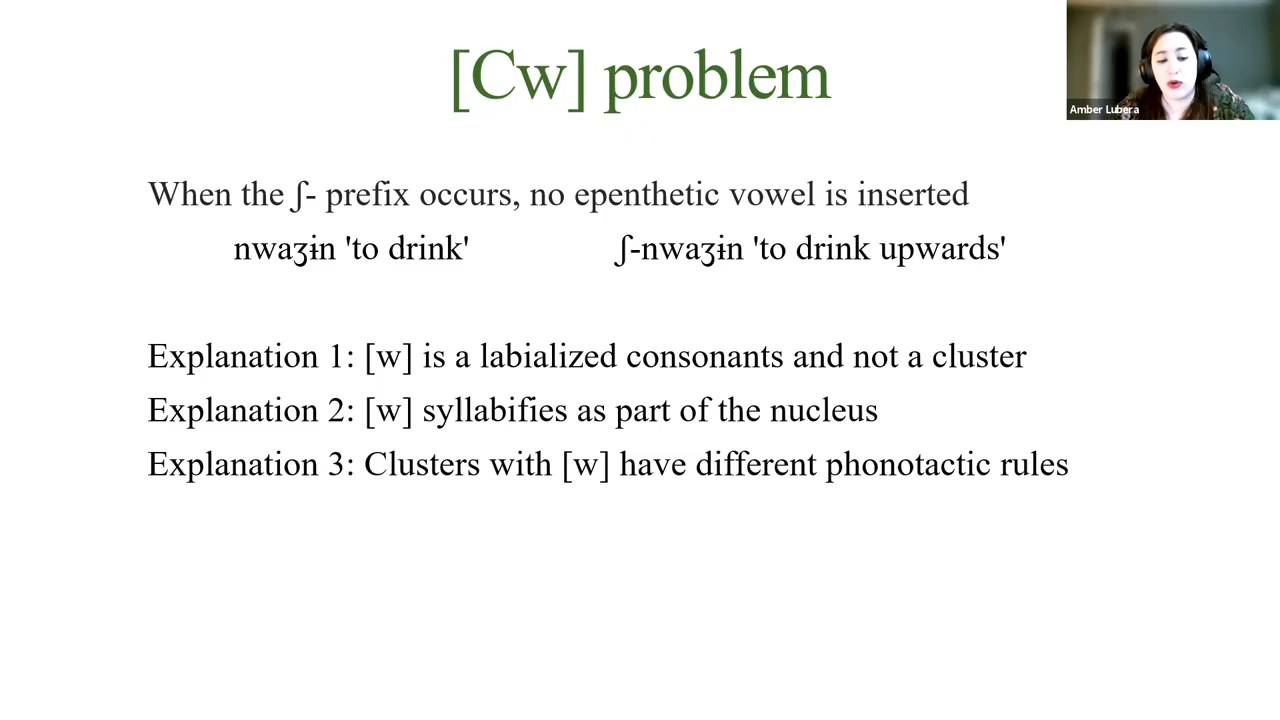 [Cw] problem
Amber Lubera
When the ʃ- prefix occurs, no epenthetic vowel is inserted
nwaʒɨn 'to drink' ʃ-nwaʒɨn 'to drink upwards'
Explanation 1: [w] is a labialized consonants and not a cluster
Explanation 2: [w] syllabifies as part of the nucleus
Explanation 3: Clusters with [w] have different phonotactic rules